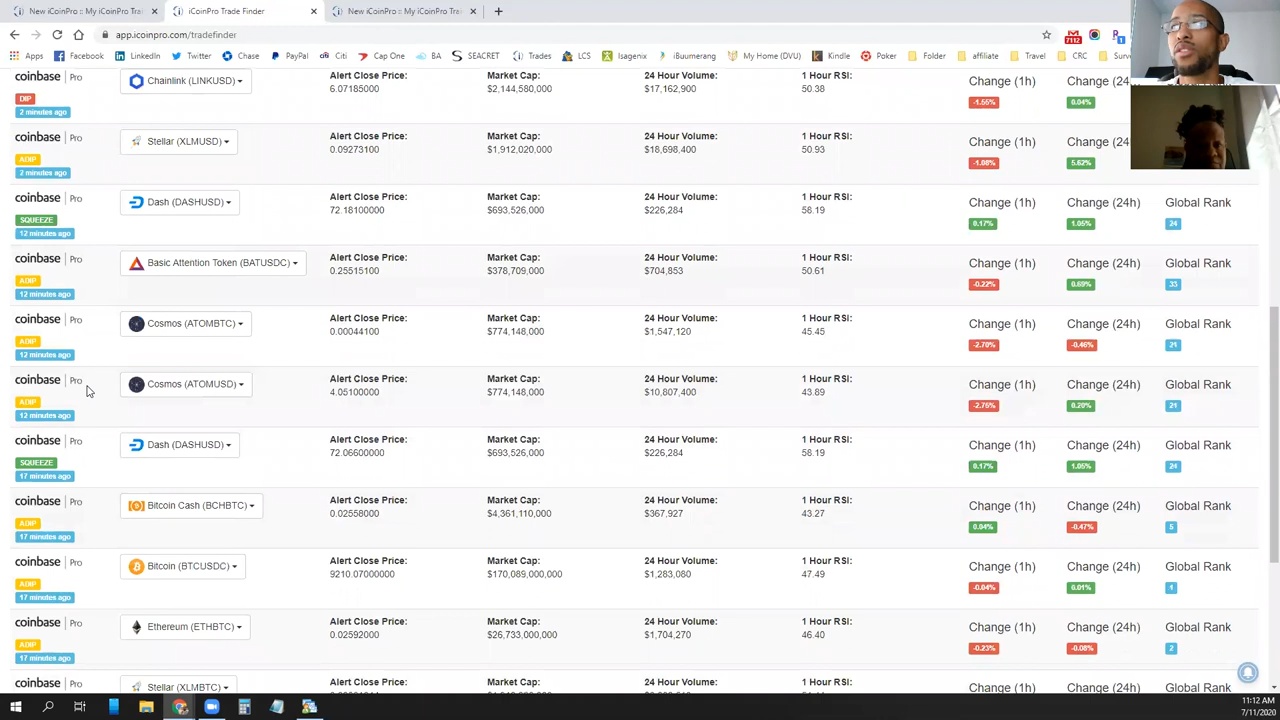 New iCoinPro | My iCoinPro Tra
iCoinPro Trade Finder
New iCoinPro | My iCoinPro Tra
app.icoinpro.com/tradefinder
7112
Apps
Facebook
LinkedIn
Twitter
Chase
PayPal
Citi
CRC One
BA
SEACRET
Trades
LCS
Isagenix
iBuumerang
My Home (DVU)
Kindle
Poker
Folder
affiliate
Travel
CRC
Surv
coinbase | Pro
DIP
2 minutes ago
Chainlink (LINKUSD)
Alert Close Price:
6.07185000
Market Cap:
$2,144,580,000
24 Hour Volume:
$17,162,900
1 Hour RSI:
50.38
Change (1h)
-1.55%
0.04%
coinbase | Pro
ADIP
2 minutes ago
Stellar (XLMUSD)
Alert Close Price:
0.09273100
Market Cap:
$1,912,020,000
24 Hour Volume:
$18,698,400
1 Hour RSI:
50.93
Change (1h)
-1.08%
Change (24
5.62%
coinbase | Pro
SQUEEZE
12 minutes ago
Dash (DASHUSD)
Alert Close Price:
72.18100000
Market Cap:
$693,526,000
24 Hour Volume:
$226,284
1 Hour RSI:
58.19
Change (1h)
0.17%
Change (24h)
1.05%
Global Rank
24
coinbase | Pro
ADIP
12 minutes ago
Basic Attention Token (BATUSDC)
Alert Close Price:
0.25515100
Market Cap:
$378,709,000
24 Hour Volume:
$704,853
1 Hour RSI:
50.61
Change (1h)
-0.22%
Change (24h)
0.69%
Global Rank
33
coinbase | Pro
ADIP
12 minutes ago
Cosmos (ATOMBTC)
Alert Close Price:
0.00044100
Market Cap:
$774,148,000
24 Hour Volume:
$1,547,120
1 Hour RSI:
45.45
Change (1h)
-2.70%
Change (24h)
-0.46%
Global Rank
21
coinbase | Pro
ADIP
12 minutes ago
Cosmos (ATOMUSD)
Alert Close Price:
4.05100000
Market Cap:
$774,148,000
24 Hour Volume:
$10,807,400
1 Hour RSI:
43.89
Change (1h)
-2.75%
Change (24h)
0.20%
Global Rank
21
coinbase | Pro
SQUEEZE
17 minutes ago
Dash (DASHUSD)
Alert Close Price:
72.06600000
Market Cap:
$693,526,000
24 Hour Volume:
$226,284
1 Hour RSI:
58.19
Change (1h)
0.17%
Change (24h)
1.05%
Global Rank
24
coinbase | Pro
ADIP
17 minutes ago
Bitcoin Cash (BCHBTC)
Alert Close Price:
0.02558000
Market Cap:
$4,361,110,000
24 Hour Volume:
$367,927
1 Hour RSI:
43.27
Change (1h)
0.04%
Change (24h)
-0.47%
Global Rank
5
coinbase | Pro
ADIP
17 minutes ago
Bitcoin (BTCUSDC)
Alert Close Price:
9210.07000000
Market Cap:
$170,089,000,000
24 Hour Volume:
$1,283,080
1 Hour RSI:
47.49
Change (1h)
-0.04%
Change (24h)
0.01%
Global Rank
1
coinbase | Pro
ADIP
17 minutes ago
Ethereum (ETHBTC)
Alert Close Price:
0.02592000
Market Cap:
$26,733,000,000
24 Hour Volume:
$1,704,270
1 Hour RSI:
46.40
Change (1h)
-0.23%
Change (24h)
-0.08%
Global Rank
2
coinbase | Pro
Stellar (XLMBTC)
Alert Close Price:
Market Cap:
24 Hour Volume:
1 Hour RSI:
Change (1h)
Change (24h)
Global Rank
11:12 AM
7/11/2020